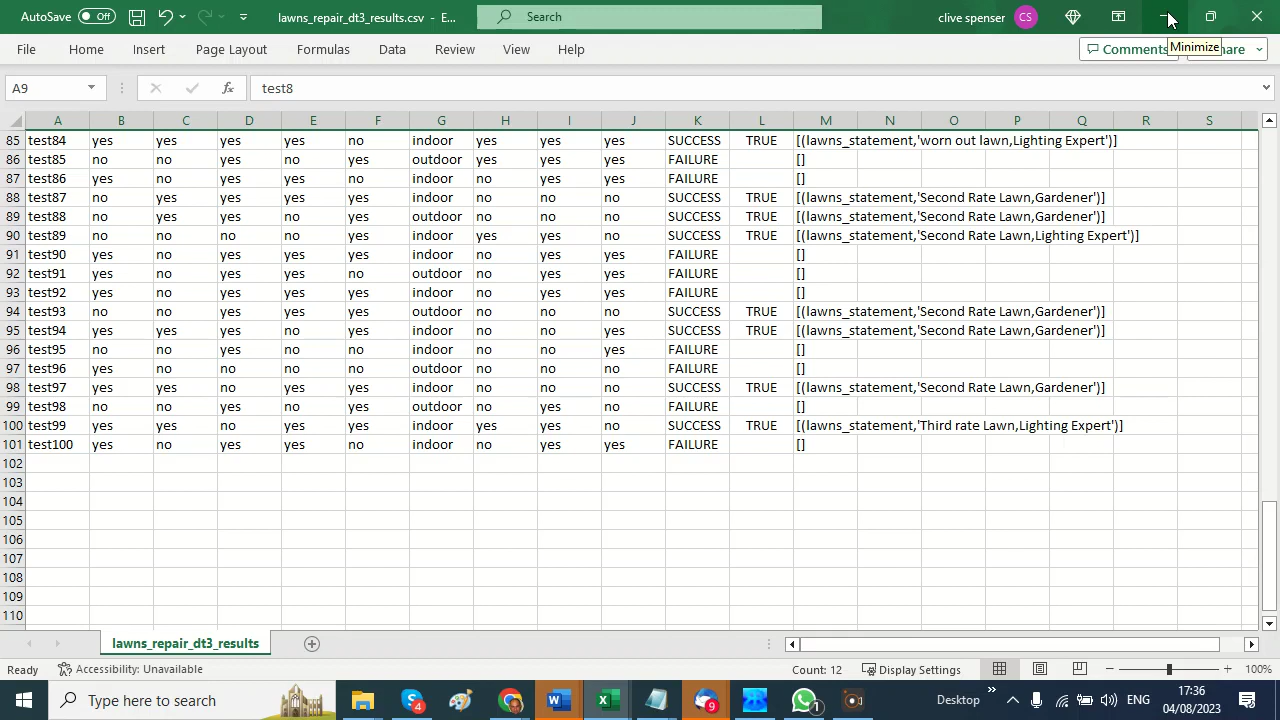 AutoSave Off lawns_repair_dt3_results.csv - E... Search clive spenser CS
File Home Insert Page Layout Formulas Data Review View Help Comments hare
Minimize
A9 fx test8
A B C D E F G H I J K L M N O P Q R S
85 test84 yes yes yes yes no indoor yes yes yes SUCCESS TRUE [(lawns_statement,'worn out lawn,Lighting Expert')]
86 test85 no no yes no yes outdoor yes yes yes FAILURE []
87 test86 yes no yes yes no indoor no yes yes FAILURE []
88 test87 no yes yes yes yes indoor no no no SUCCESS TRUE [(lawns_statement,'Second Rate Lawn,Gardener')]
89 test88 no yes yes no yes outdoor no no no SUCCESS TRUE [(lawns_statement,'Second Rate Lawn,Gardener')]
90 test89 no no no no yes indoor yes yes no SUCCESS TRUE [(lawns_statement,'Second Rate Lawn,Lighting Expert')]
91 test90 yes no yes yes yes indoor no yes yes FAILURE []
92 test91 yes no yes yes no outdoor no yes yes FAILURE []
93 test92 yes no yes yes yes indoor no yes yes FAILURE []
94 test93 no no yes yes yes outdoor no no no SUCCESS TRUE [(lawns_statement,'Second Rate Lawn,Gardener')]
95 test94 yes yes yes no yes indoor no no yes SUCCESS TRUE [(lawns_statement,'Second Rate Lawn,Gardener')]
96 test95 no no yes no no indoor no no yes FAILURE []
97 test96 yes no no no no outdoor no no no FAILURE []
98 test97 yes yes no yes yes indoor no no no SUCCESS TRUE [(lawns_statement,'Second Rate Lawn,Gardener')]
99 test98 no no yes no yes outdoor no yes no FAILURE []
100 test99 yes yes no yes yes indoor yes yes no SUCCESS TRUE [(lawns_statement,'Third rate Lawn,Lighting Expert')]
101 test100 yes no yes yes no indoor no yes yes FAILURE []
102
103
104
105
106
107
108
109
110
lawns_repair_dt3_results
Ready Accessibility: Unavailable Count: 12 Display Settings 100%
Type here to search 4 9 1 Desktop ENG 17:36
04/08/2023